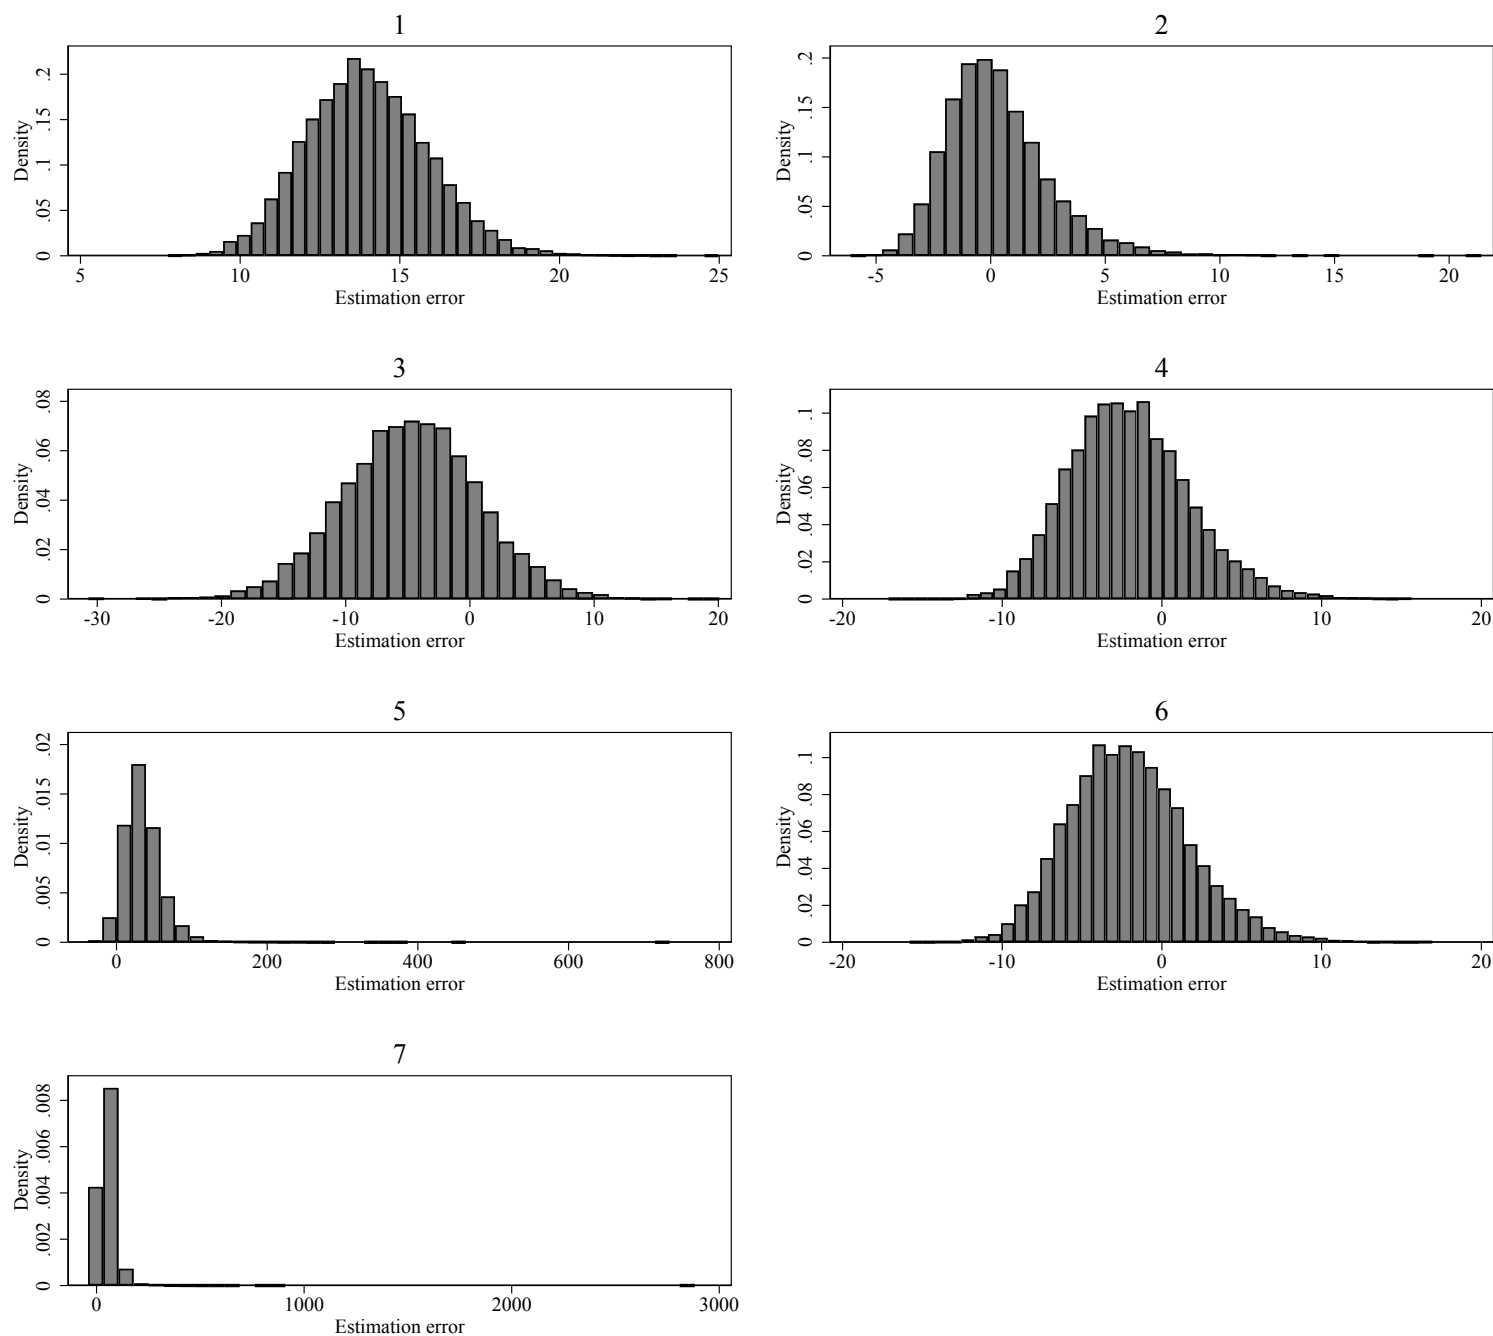 1
Density
0 .05 .1 .15 .2
5 10 15 20 25
Estimation error
2
Density
0 .05 .1 .15 .2
-5 0 5 10 15 20
Estimation error
3
Density
0 .02 .04 .06 .08
-30 -20 -10 0 10 20
Estimation error
4
Density
0 .02 .04 .06 .08 .1
-20 -10 0 10 20
Estimation error
5
Density
0 .005 .01 .015 .02
0 200 400 600 800
Estimation error
6
Density
0 .02 .04 .06 .08 .1
-20 -10 0 10 20
Estimation error
7
Density
0 .002 .004 .006 .008
0 1000 2000 3000
Estimation error